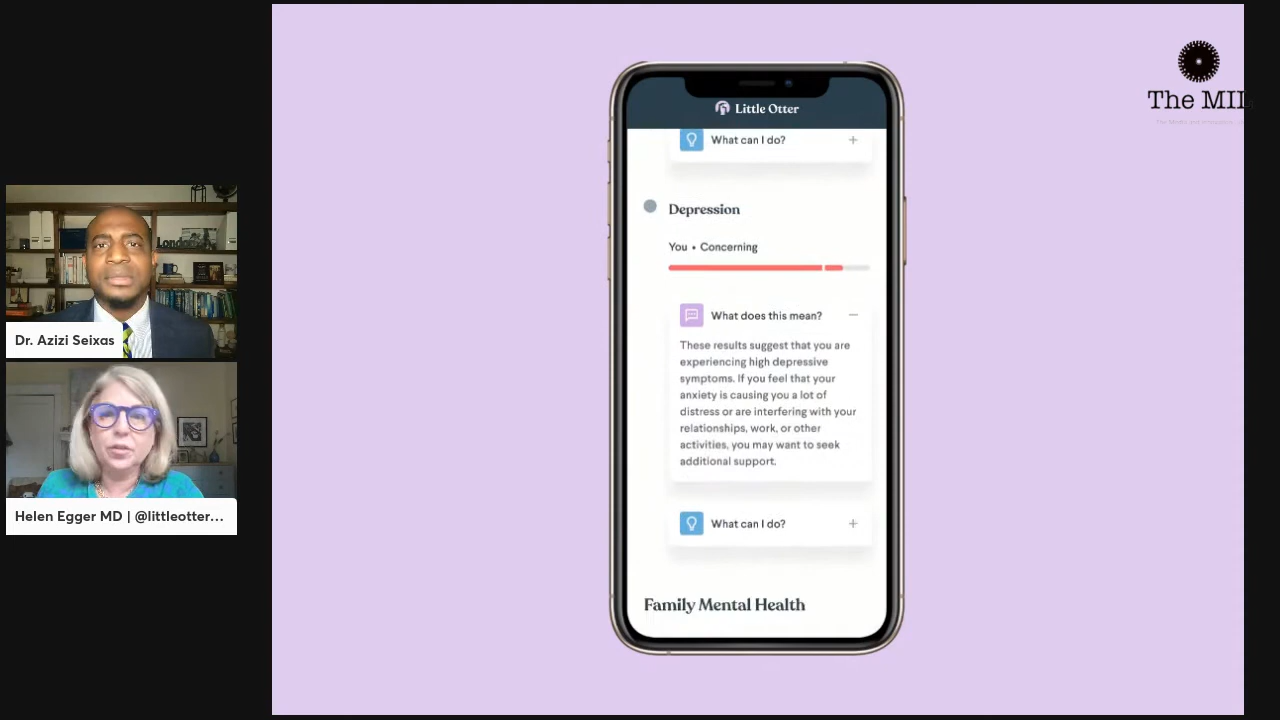 The MIL
Little Otter
What can I do?
Depression
You • Concerning
What does this mean?
These results suggest that you are
experiencing high depressive
symptoms. If you feel that your
anxiety is causing you a lot of
distress or are interfering with your
relationships, work, or other
activities, you may want to seek
additional support.
What can I do?
Family Mental Health
Dr. Azizi Seixas
Helen Egger MD | @littleotter...